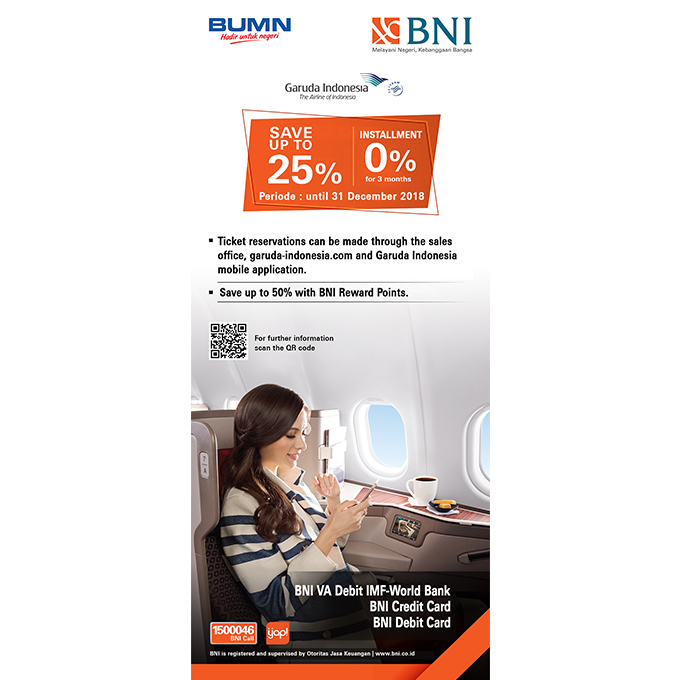 BUMN
Hadir untuk negeri
BNI
Melayani Negeri, Kebanggaan Bangsa
Garuda Indonesia
The Airline of Indonesia
SAVE
UP TO
25%
INSTALLMENT
0%
for 3 months
Periode : until 31 December 2018
▪ Ticket reservations can be made through the sales
office, garuda-indonesia.com and Garuda Indonesia
mobile application.
▪ Save up to 50% with BNI Reward Points.
For further information
scan the QR code
BNI VA Debit IMF-World Bank
BNI Credit Card
BNI Debit Card
1500046
BNI Call
yap!
BNI is registered and supervised by Otoritas Jasa Keuangan | www.bni.co.id